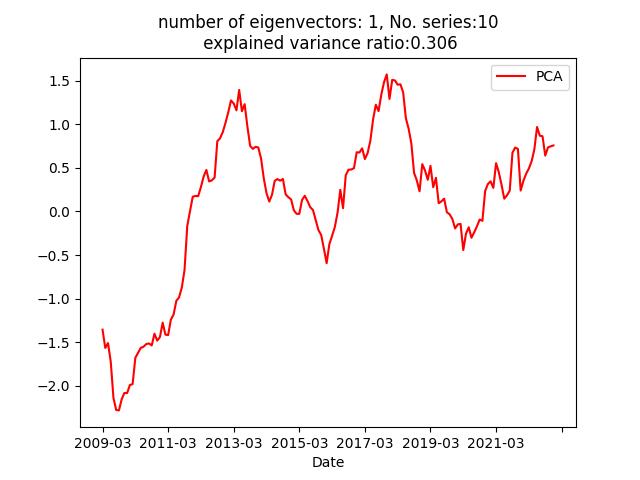 number of eigenvectors: 1, No. series:10
explained variance ratio:0.306
PCA
1.5
1.0
0.5
0.0
−0.5
−1.0
−1.5
−2.0
2009-03 2011-03 2013-03 2015-03 2017-03 2019-03 2021-03
Date